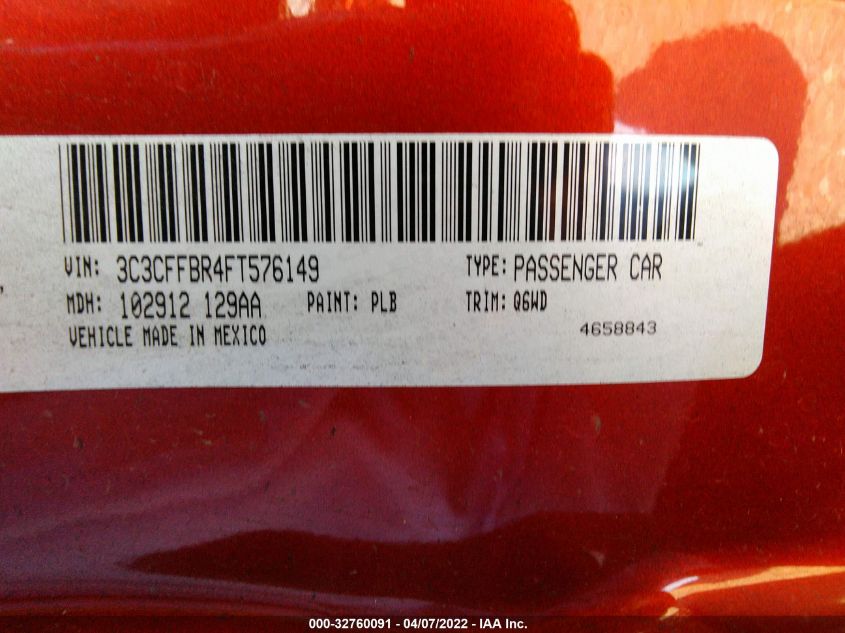 VIN: 3C3CFFBR4FT576149 TYPE: PASSENGER CAR
MDH: 102912 129AA PAINT: PLB TRIM: Q6WD
VEHICLE MADE IN MEXICO 4658843
000-32760091 - 04/07/2022 - IAA Inc.